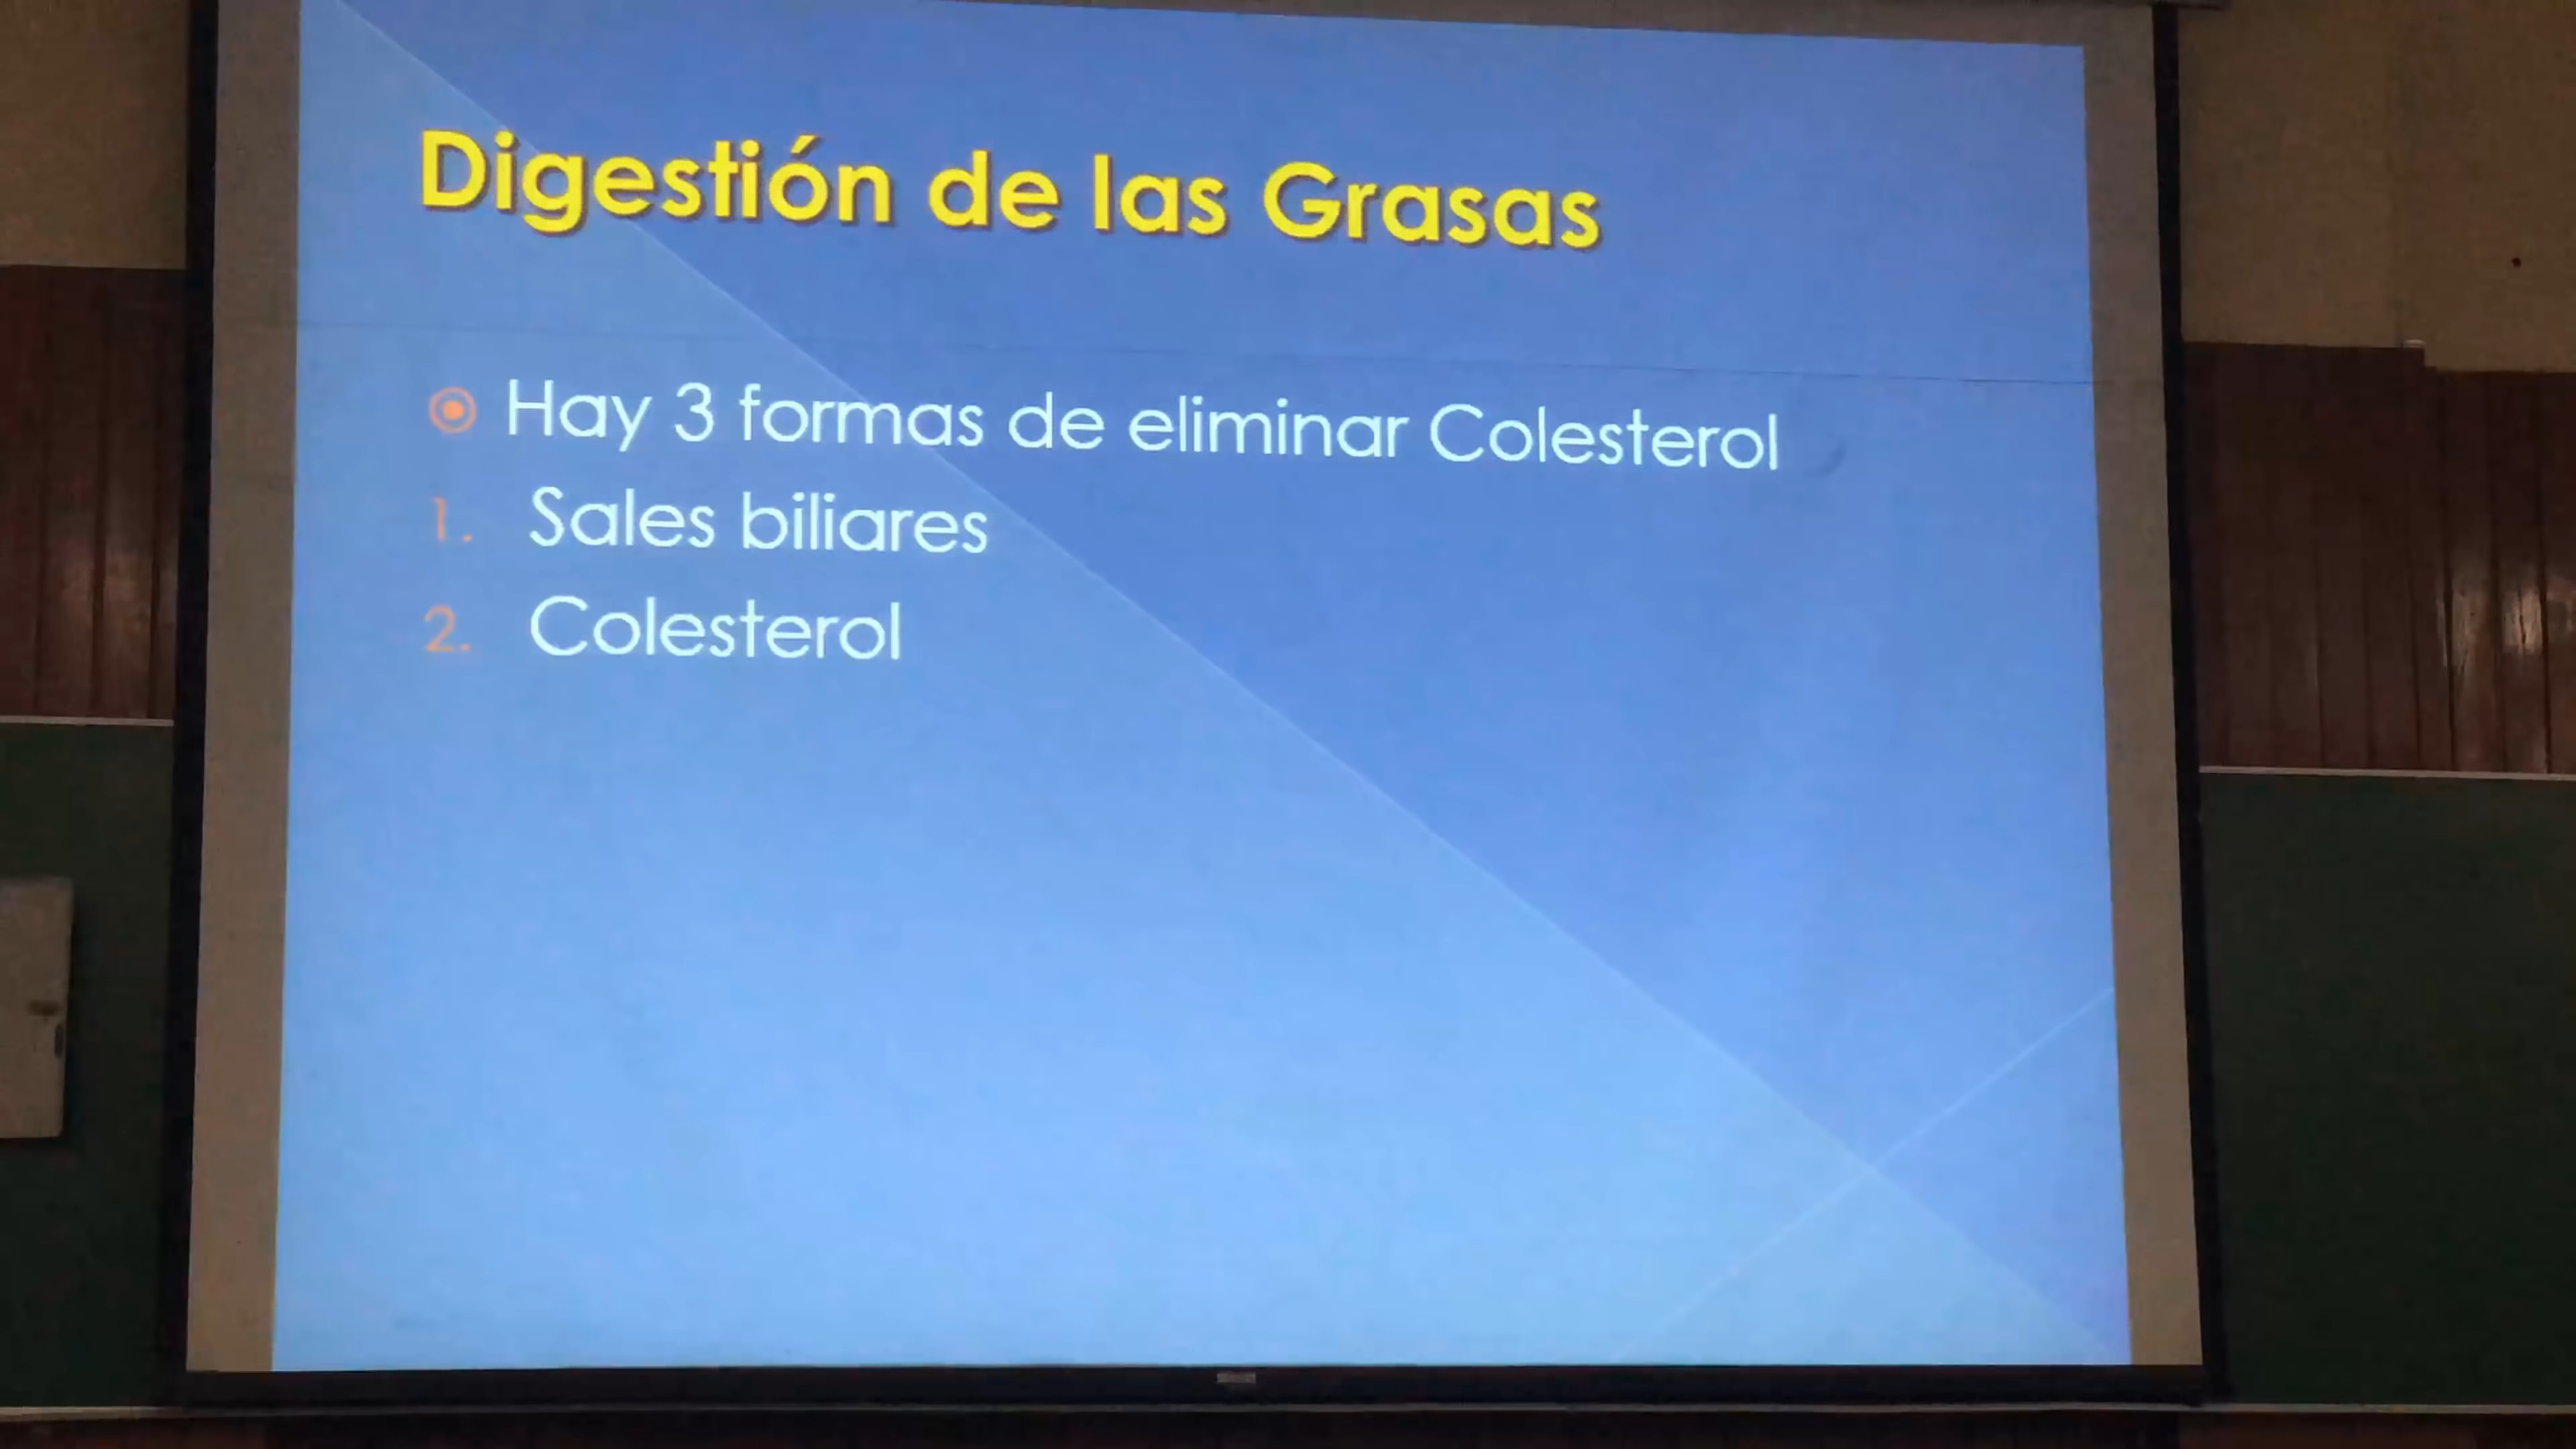 Digestión de las Grasas
Hay 3 formas de eliminar Colesterol
1. Sales biliares
2. Colesterol